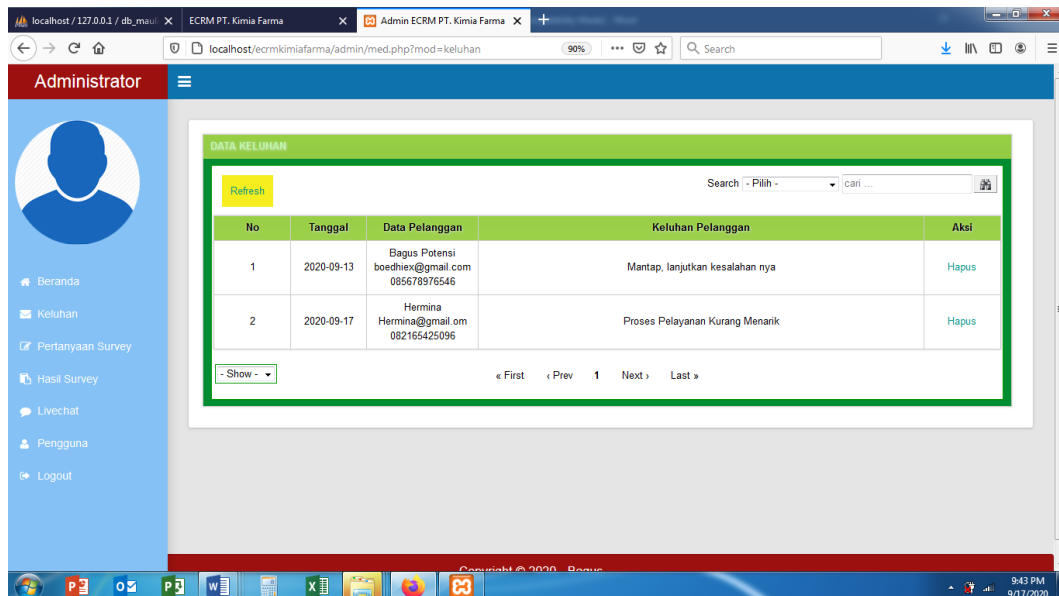 localhost / 127.0.0.1 / db_mauli
ECRM PT. Kimia Farma
Admin ECRM PT. Kimia Farma
localhost/ecrmkimiafarma/admin/med.php?mod=keluhan
90%
Search
Administrator
DATA KELUHAN
Refresh
Search - Pilih - cari ...
No Tanggal Data Pelanggan Keluhan Pelanggan Aksi
1 2020-09-13 Bagus Potensi
boedhiex@gmail.com
085678976546
Mantap, lanjutkan kesalahan nya Hapus
2 2020-09-17 Hermina
Hermina@gmail.om
082165425096
Proses Pelayanan Kurang Menarik Hapus
- Show -
« First ‹ Prev 1 Next › Last »
Beranda
Keluhan
Pertanyaan Survey
Hasil Survey
Livechat
Pengguna
Logout
Copyright © 2020
9:43 PM
9/17/2020